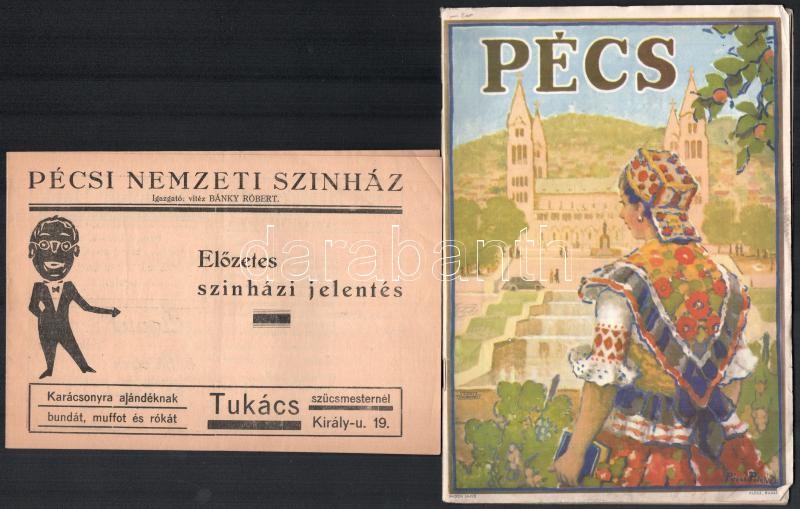 PÉCSI NEMZETI SZINHÁZ
Igazgató: vitéz BÁNKY RÓBERT.
Előzetes
szinházi jelentés
Karácsonyra ajándéknak
bundát, muffot és rókát
Tukács
szücsmesternél
Király-u. 19.
PÉCS
darabanth